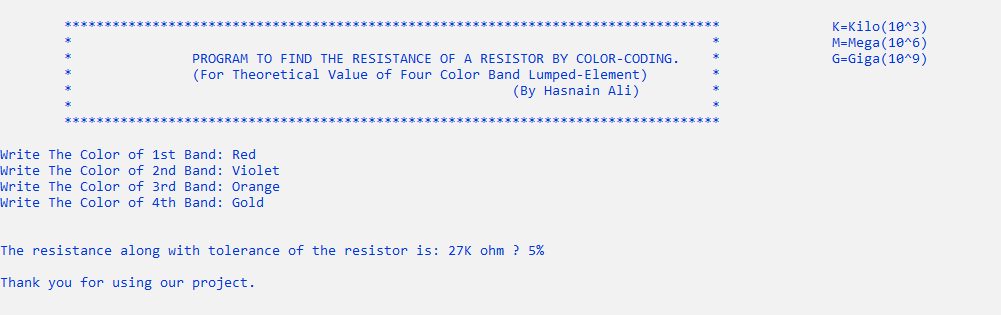 ********************************************************************************** K=Kilo(10^3)
* * M=Mega(10^6)
* PROGRAM TO FIND THE RESISTANCE OF A RESISTOR BY COLOR-CODING. * G=Giga(10^9)
* (For Theoretical Value of Four Color Band Lumped-Element) *
* (By Hasnain Ali) *
* *
**********************************************************************************
Write The Color of 1st Band: Red
Write The Color of 2nd Band: Violet
Write The Color of 3rd Band: Orange
Write The Color of 4th Band: Gold
The resistance along with tolerance of the resistor is: 27K ohm ? 5%
Thank you for using our project.